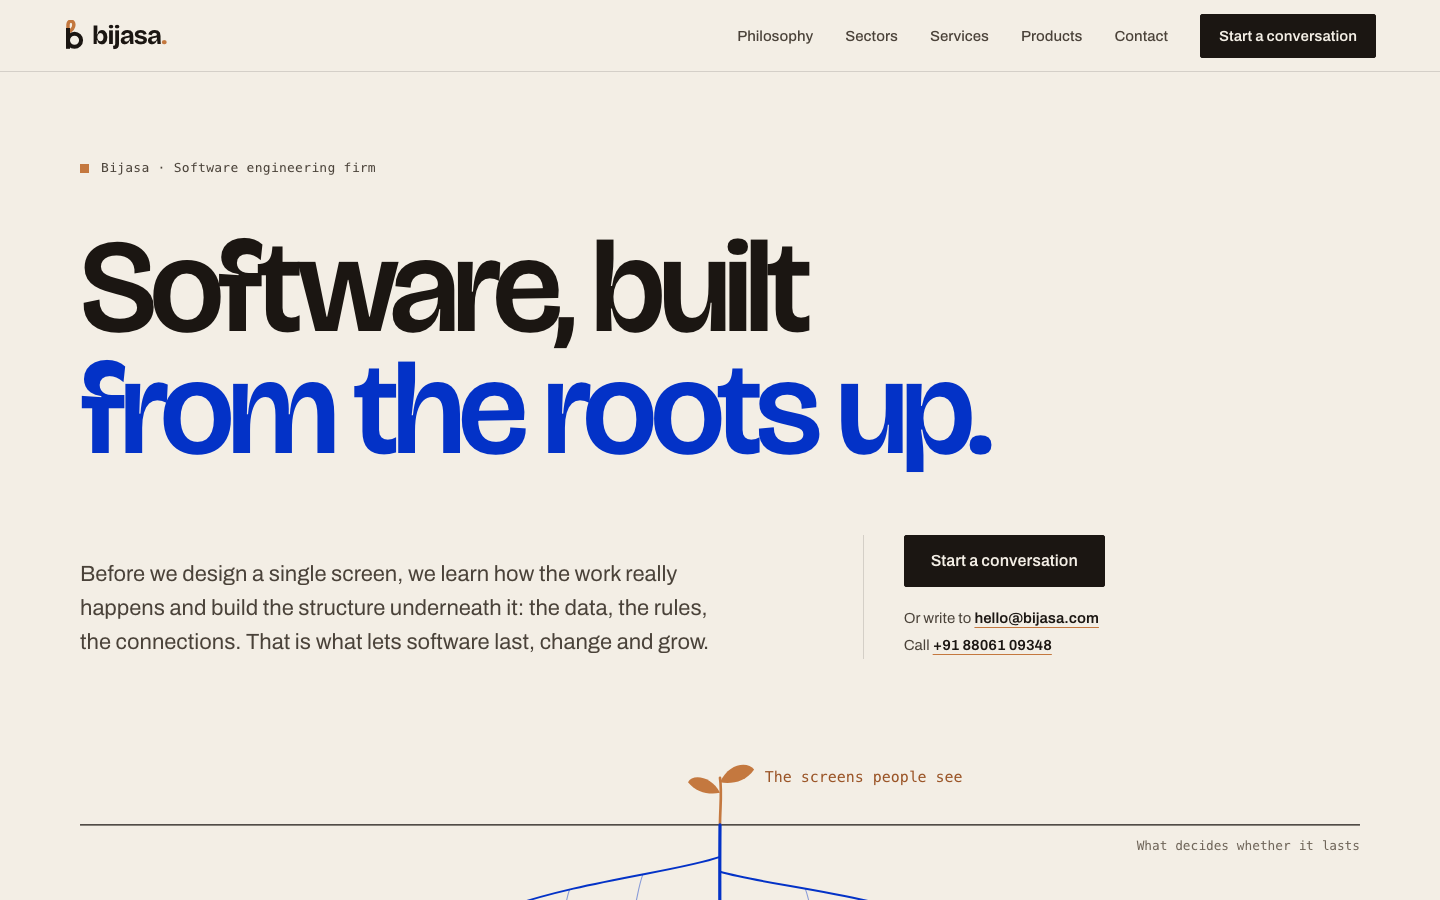 bijasa.
Philosophy
Sectors
Services
Products
Contact
Start a conversation
Bijasa · Software engineering firm
Software, built
from the roots up.
Before we design a single screen, we learn how the work really
happens and build the structure underneath it: the data, the rules,
the connections. That is what lets software last, change and grow.
Start a conversation
Or write to hello@bijasa.com
Call +91 88061 09348
The screens people see
What decides whether it lasts